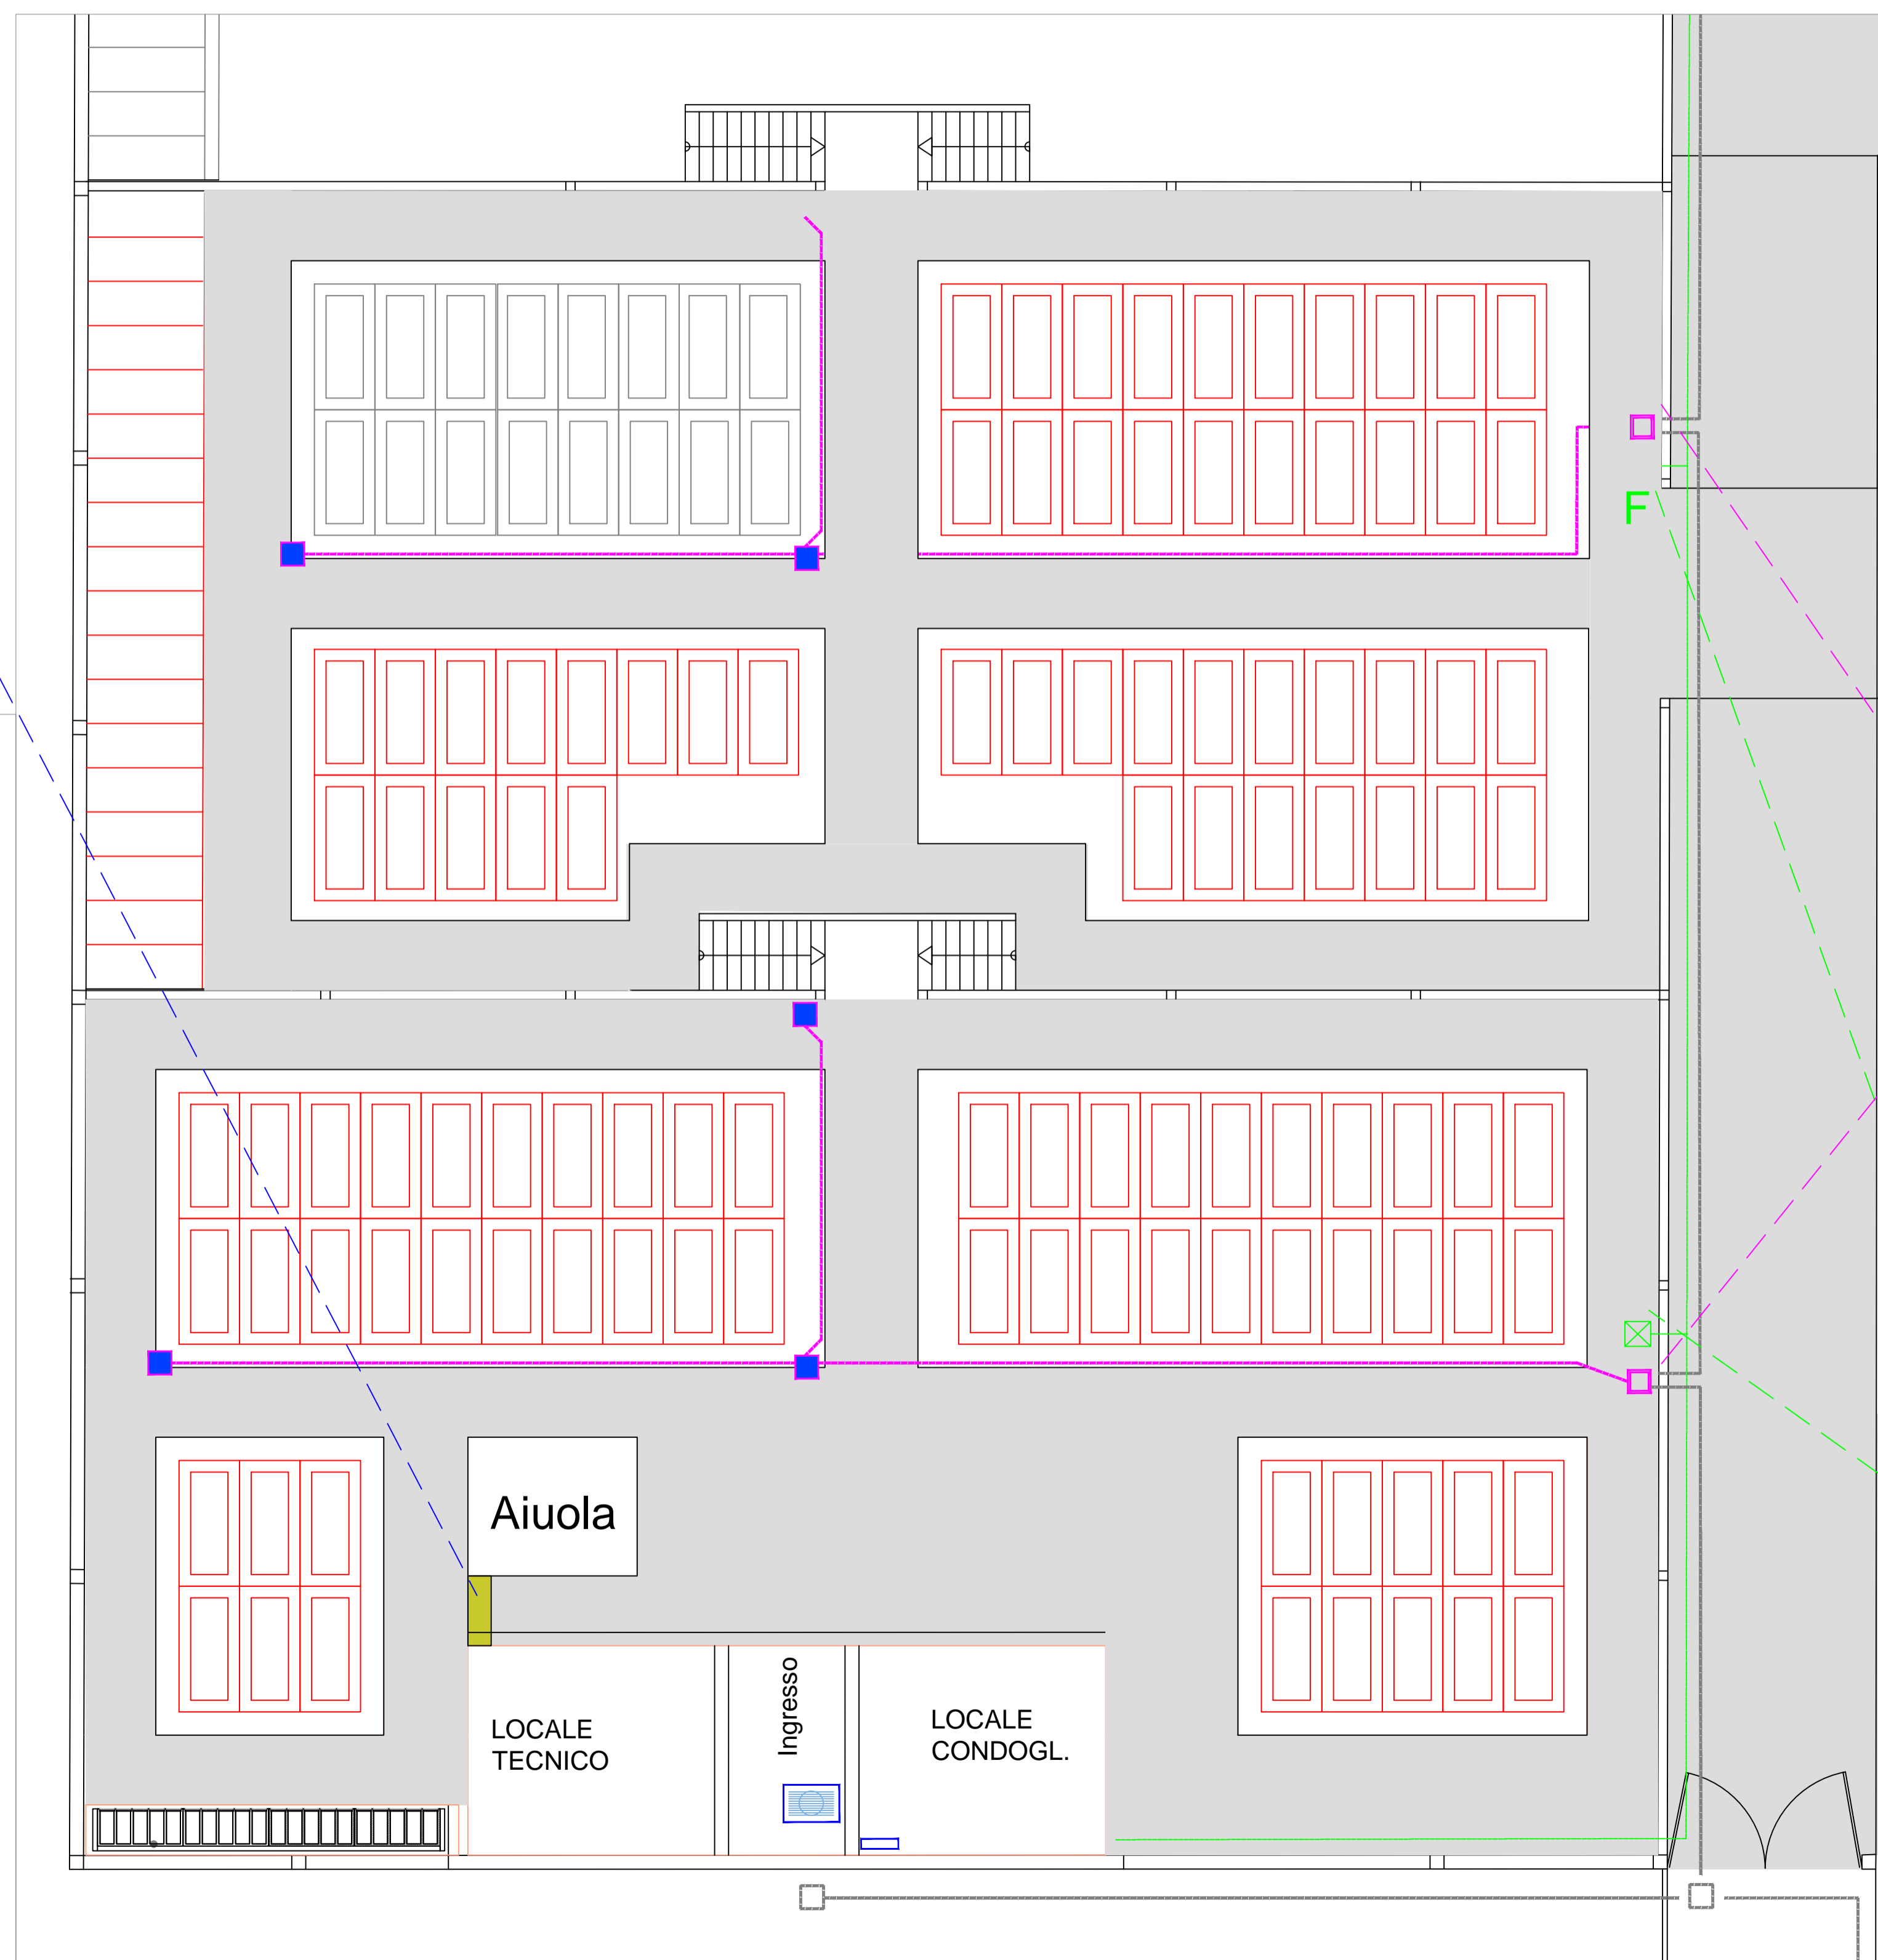 F
Aiuola
Ingresso
LOCALE
TECNICO
LOCALE
CONDOGL.